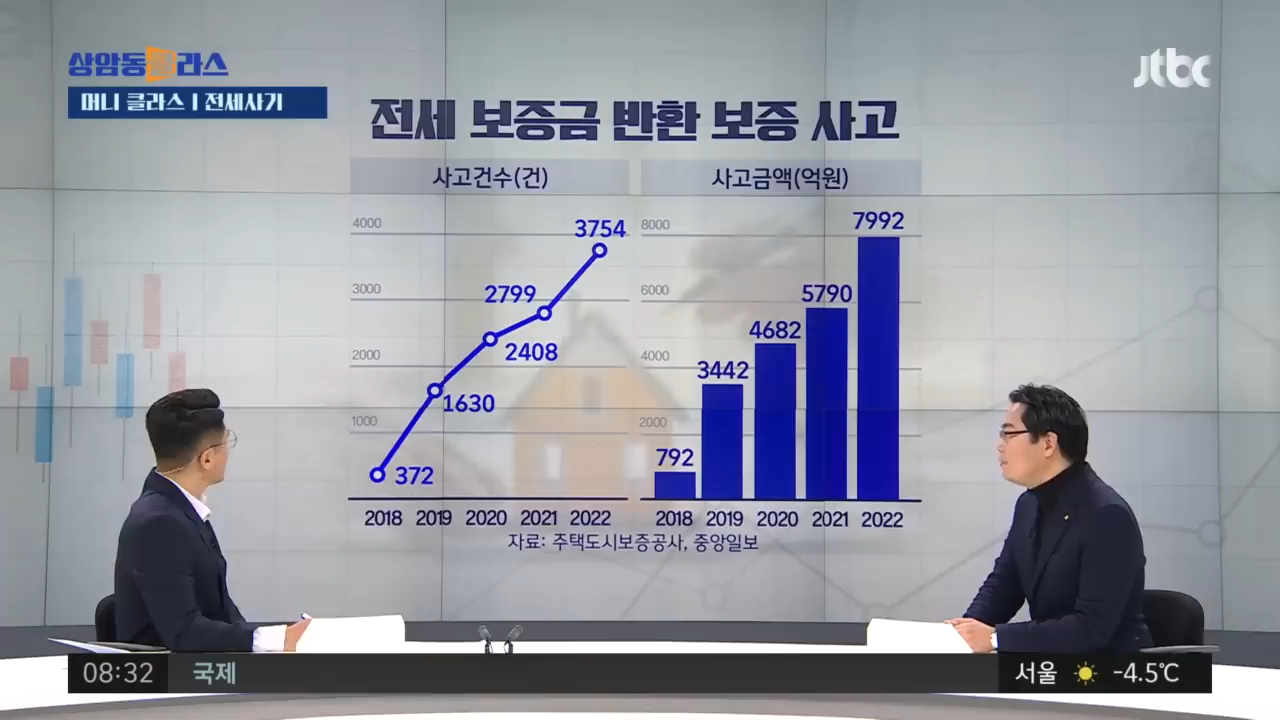 상암동클라스
머니 클라스 I 전세사기
jtbc
전세 보증금 반환 보증 사고
사고건수(건)
4000
3000
2000
1000
372
1630
2408
2799
3754
2018 2019 2020 2021 2022
사고금액(억원)
8000
6000
4000
2000
792
3442
4682
5790
7992
2018 2019 2020 2021 2022
자료: 주택도시보증공사, 중앙일보
08:32 국제
서울 -4.5℃